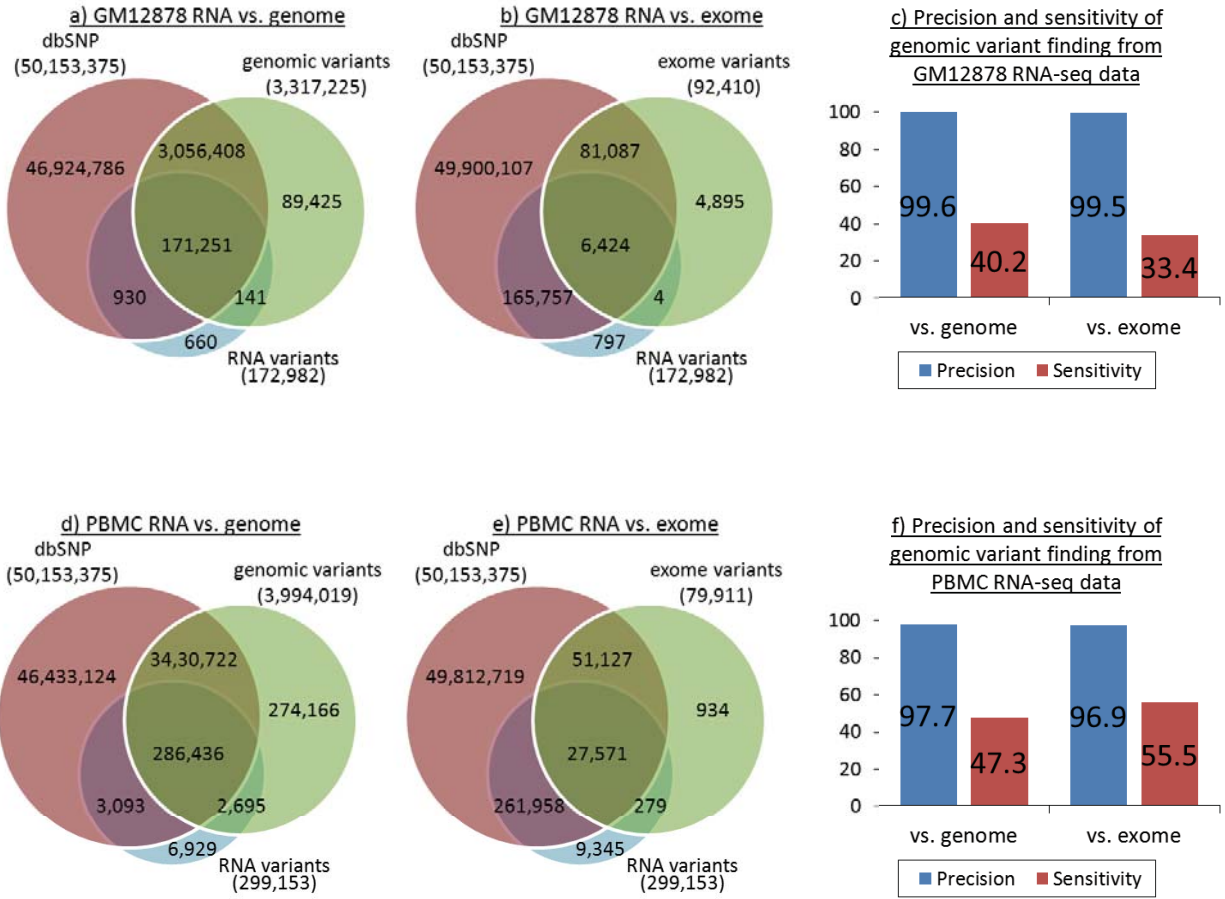 a) GM12878 RNA vs. genome
dbSNP
(50,153,375)
genomic variants
(3,317,225)
46,924,786
3,056,408
89,425
171,251
930
141
660
RNA variants
(172,982)
b) GM12878 RNA vs. exome
dbSNP
(50,153,375)
exome variants
(92,410)
49,900,107
81,087
4,895
6,424
165,757
4
797
RNA variants
(172,982)
c) Precision and sensitivity of
genomic variant finding from
GM12878 RNA-seq data
100
80
60
40
20
0
99.6
40.2
99.5
33.4
vs. genome
vs. exome
Precision
Sensitivity
d) PBMC RNA vs. genome
dbSNP
(50,153,375)
genomic variants
(3,994,019)
46,433,124
34,30,722
274,166
286,436
3,093
2,695
6,929
RNA variants
(299,153)
e) PBMC RNA vs. exome
dbSNP
(50,153,375)
exome variants
(79,911)
49,812,719
51,127
934
27,571
261,958
279
9,345
RNA variants
(299,153)
f) Precision and sensitivity of
genomic variant finding from
PBMC RNA-seq data
100
80
60
40
20
0
97.7
47.3
96.9
55.5
vs. genome
vs. exome
Precision
Sensitivity